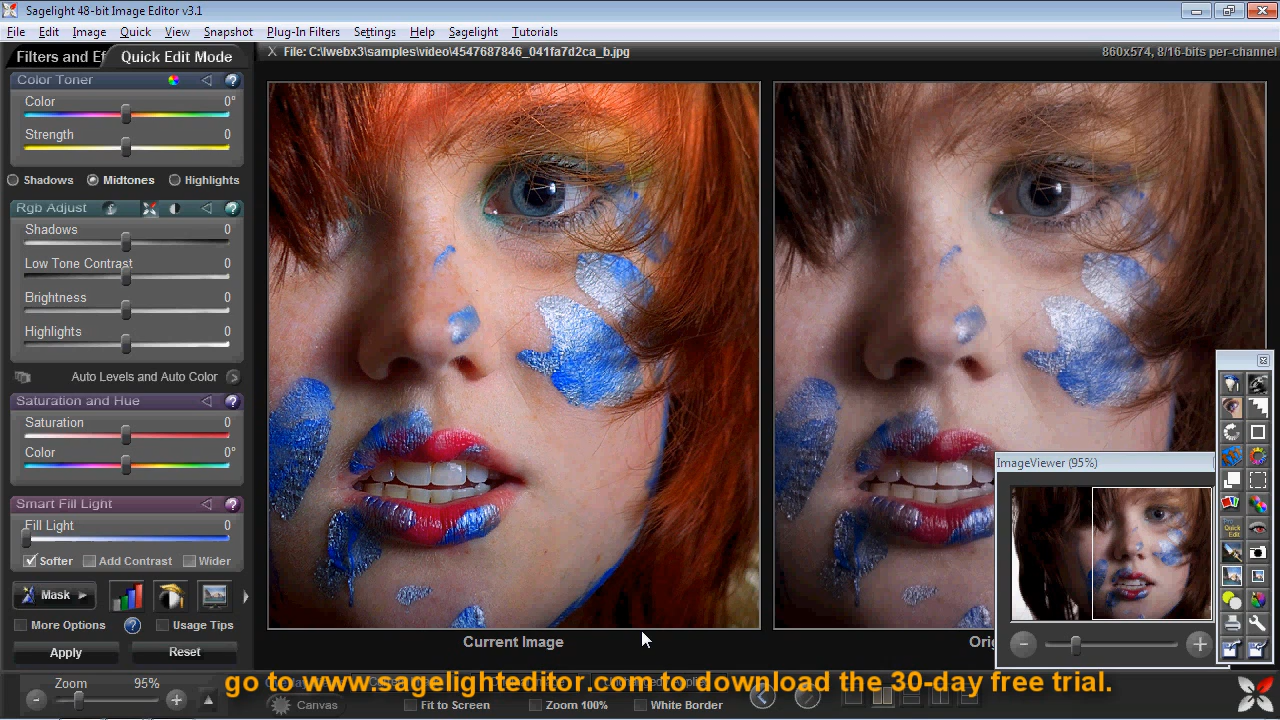 Sagelight 48-bit Image Editor v3.1
File Edit Image Quick View Snapshot Plug-In Filters Settings Help Sagelight Tutorials
Filters and Ef Quick Edit Mode
X File: C:\lwebx3\samples\video\4547687846_041fa7d2ca_b.jpg 860x574, 8/16-bits per-channel
Color Toner
Color 0°
Strength 0
Shadows Midtones Highlights
Rgb Adjust
Shadows 0
Low Tone Contrast 0
Brightness 0
Highlights 0
Auto Levels and Auto Color
Saturation and Hue
Saturation 0
Color 0°
Smart Fill Light
Fill Light 0
Softer Add Contrast Wider
Mask
More Options ? Usage Tips
Apply Reset
Current Image
Orig
ImageViewer (95%)
Pro
Quick
Edit
go to www.sagelighteditor.com to download the 30-day free trial.
Zoom 95%
Canvas Fit to Screen Zoom 100% White Border